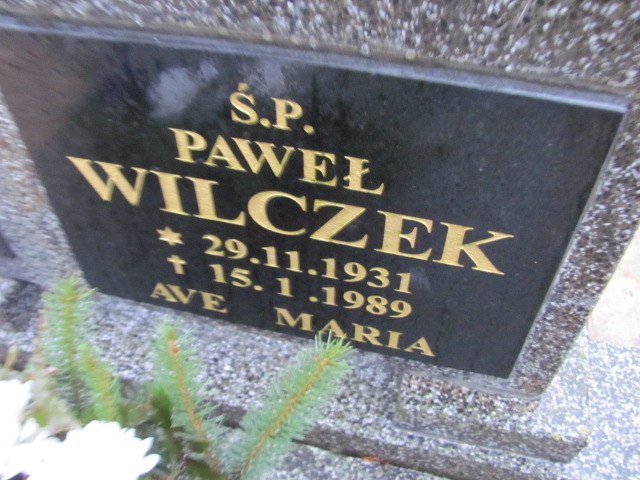 Ś.P.
PAWEŁ
WILCZEK
* 29.11.1931
† 15. 1 .1989
AVE MARIA